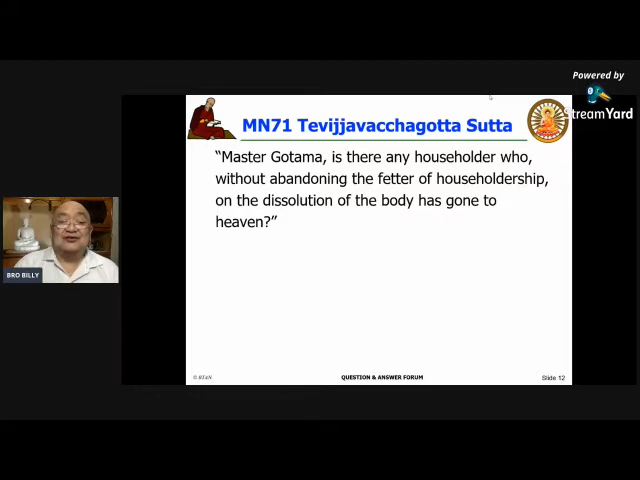 Powered by
StreamYard
MN71 Tevijjavacchagotta Sutta
“Master Gotama, is there any householder who,
without abandoning the fetter of householdership,
on the dissolution of the body has gone to
heaven?”
BRO BILLY
© BTAN
QUESTION & ANSWER FORUM
Slide 12